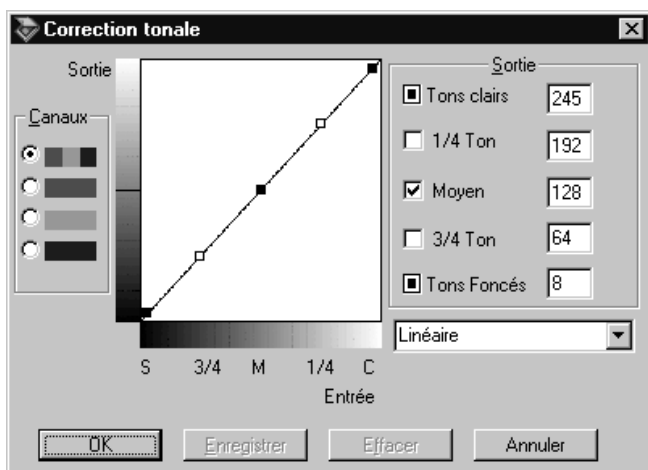 Correction tonale
Sortie
Canaux
S 3/4 M 1/4 C
Entrée
Sortie
Tons clairs 245
1/4 Ton 192
Moyen 128
3/4 Ton 64
Tons Foncés 8
Linéaire
OK Enregistrer Effacer Annuler